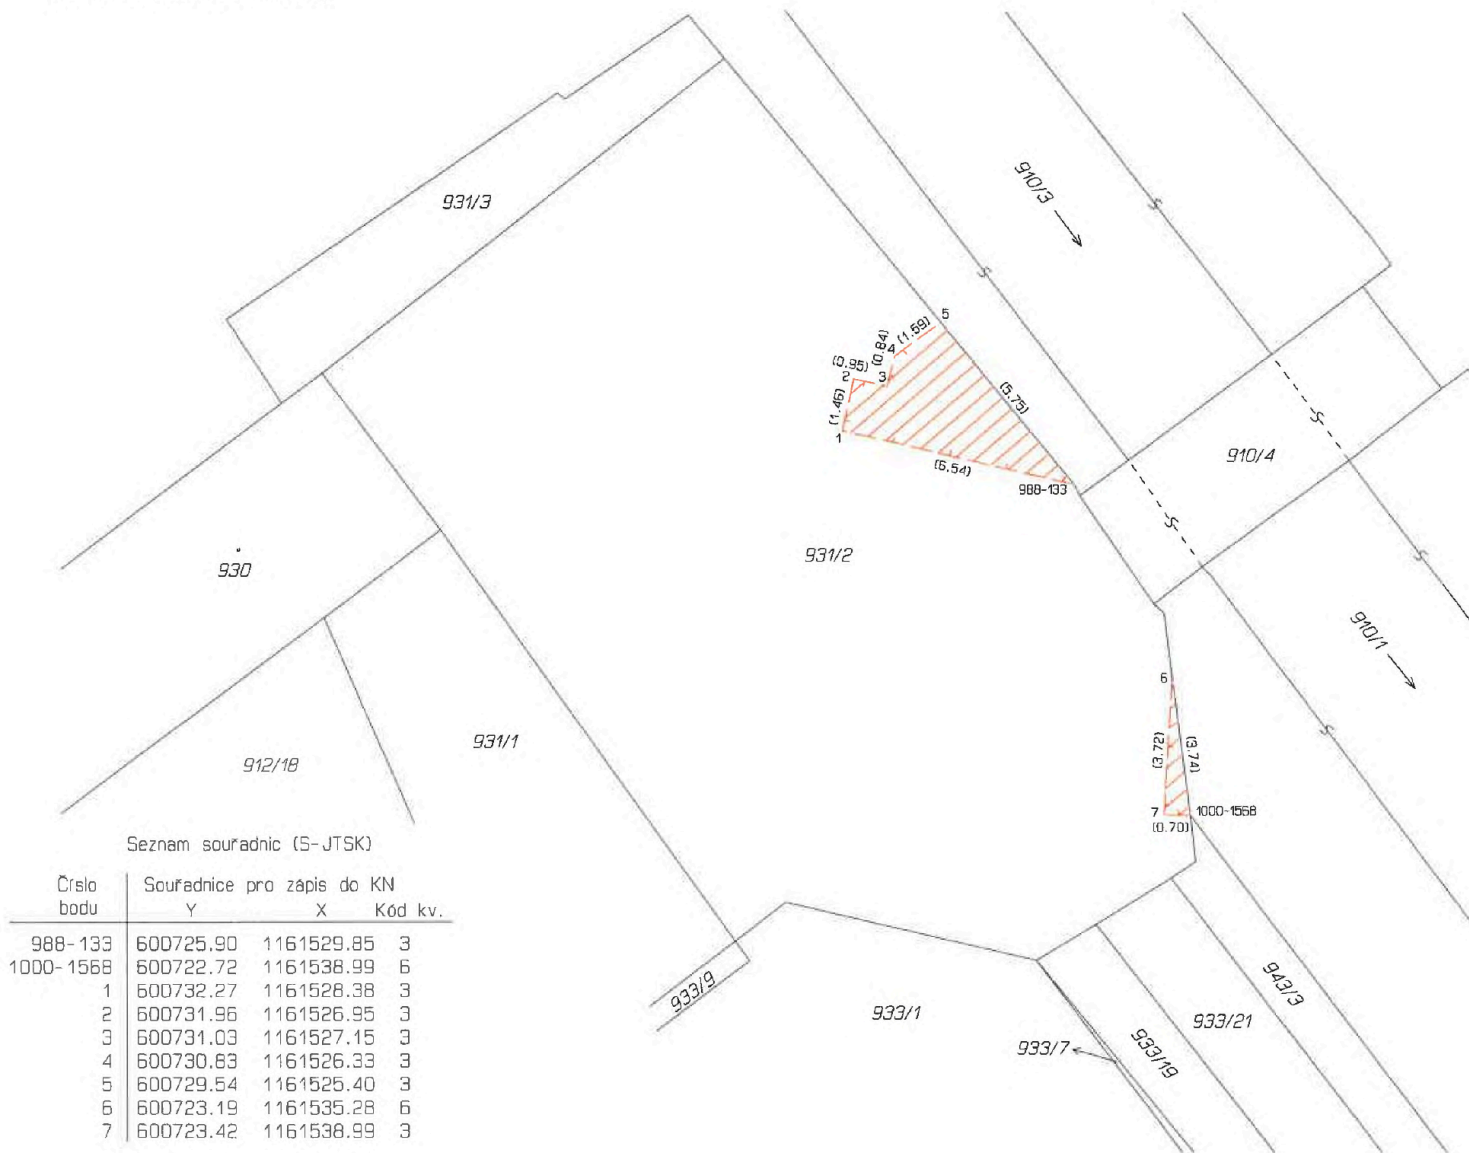 931/3
910/3
5
(1.59)
4
(0.84)
(0.95)
2
3
(1.46)
1
(5.75)
(6.54)
988-133
910/4
S
S
S
S
S
S
931/2
930
910/1
6
931/1
912/18
(3.72)
(3.74)
7
1000-1568
(0.70)
Seznam souřadnic (S-JTSK)
Číslo bodu
Souřadnice pro zápis do KN
Y X Kód kv.
988-133 600725.90 1161529.85 3
1000-1568 600722.72 1161538.99 6
1 600732.27 1161528.38 3
2 600731.96 1161526.95 3
3 600731.03 1161527.15 3
4 600730.83 1161526.33 3
5 600729.54 1161525.40 3
6 600723.19 1161535.28 6
7 600723.42 1161538.99 3
933/9
933/1
933/7
933/19
933/21
943/3